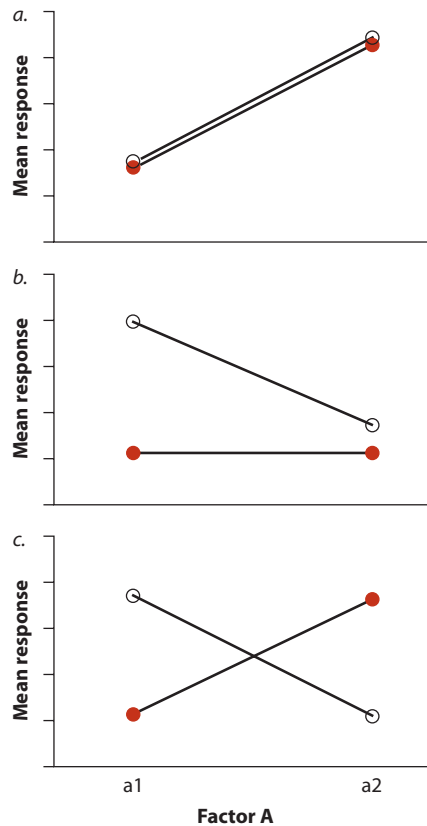 a.
Mean response
b.
Mean response
c.
Mean response
a1 a2
Factor A